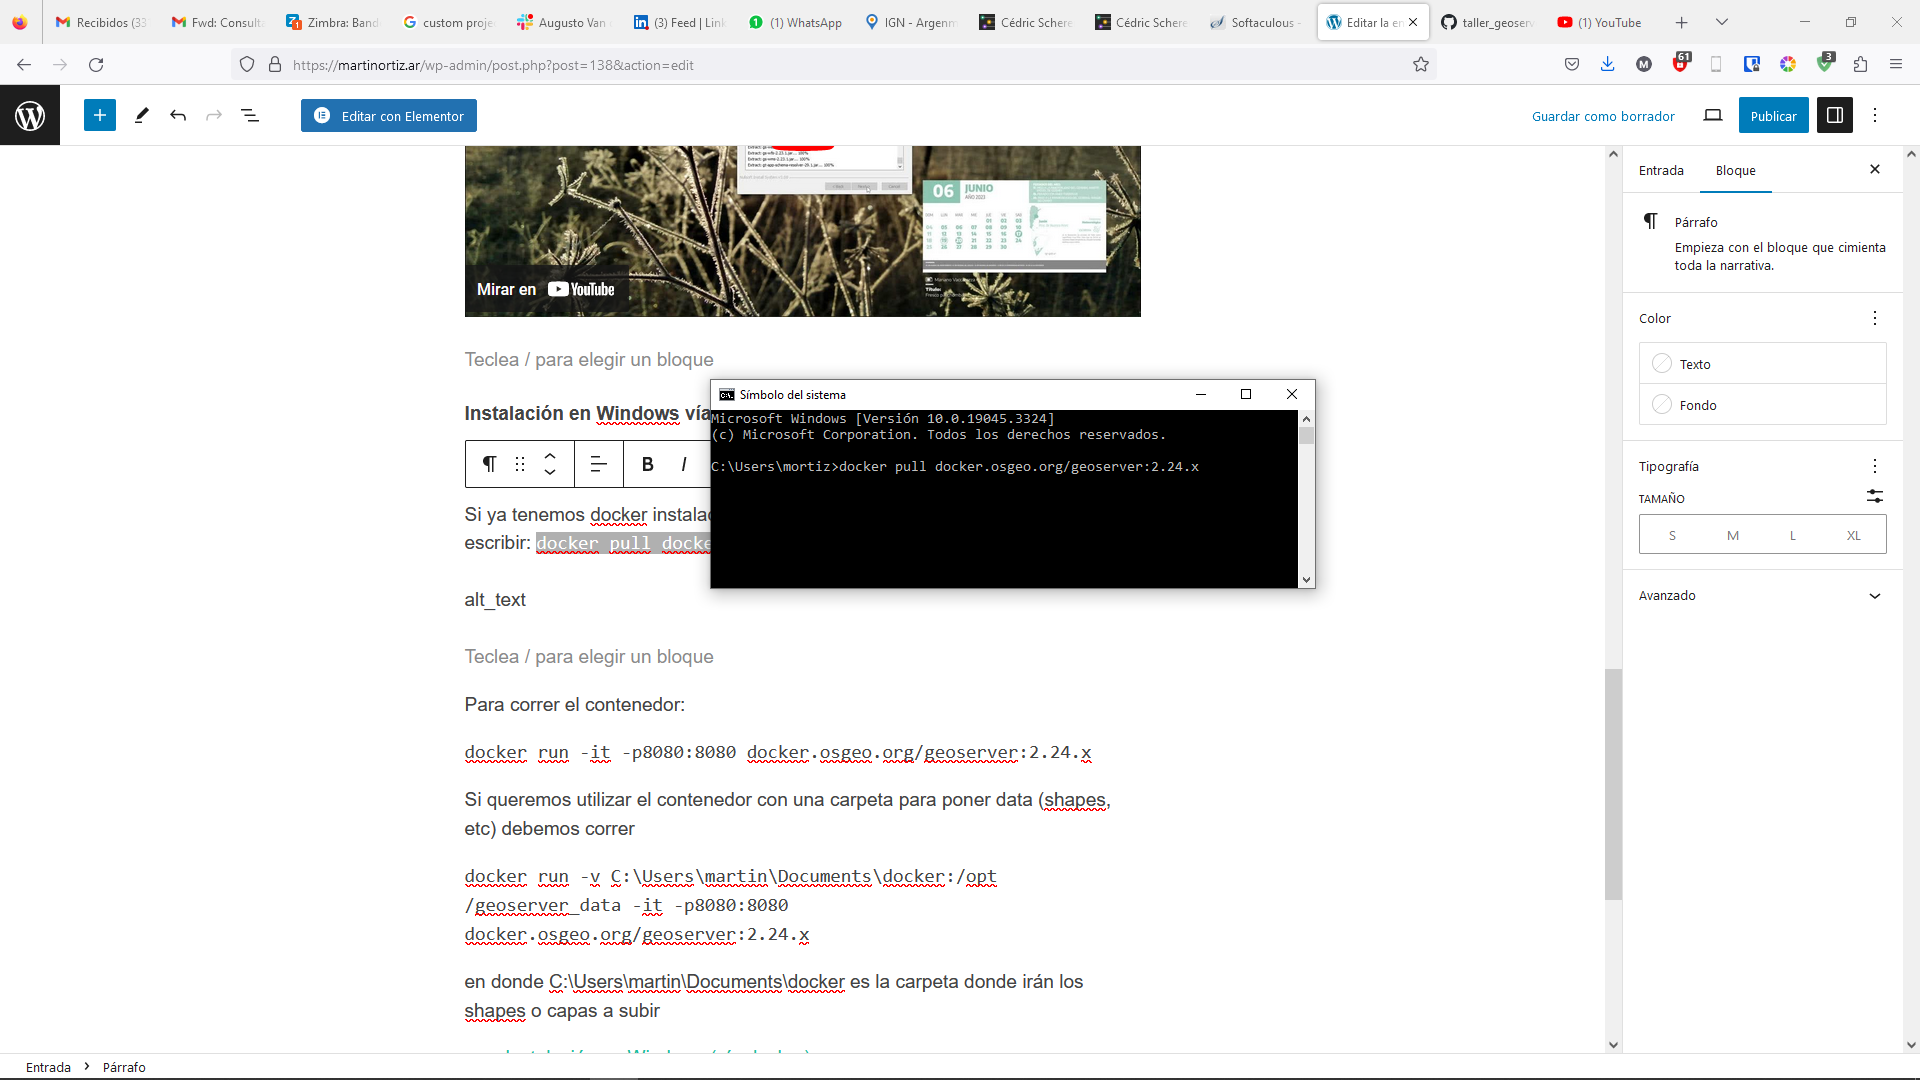 Recibidos (33
Fwd: Consulta
Zimbra: Band
custom proje
Augusto Van
(3) Feed | Link
(1) WhatsApp
IGN - Argenm
Cédric Schere
Cédric Schere
Softaculous -
Editar la en
taller_geoserv
(1) YouTube
https://martinortiz.ar/wp-admin/post.php?post=138&action=edit
61
3
Editar con Elementor
Guardar como borrador
Publicar
06 JUNIO
AÑO 2023
Mirar en YouTube
Teclea / para elegir un bloque
Instalación en Windows vía
B I
Si ya tenemos docker instalad
escribir: docker pull docke
alt_text
Teclea / para elegir un bloque
Para correr el contenedor:
docker run -it -p8080:8080 docker.osgeo.org/geoserver:2.24.x
Si queremos utilizar el contenedor con una carpeta para poner data (shapes,
etc) debemos correr
docker run -v C:\Users\martin\Documents\docker:/opt
/geoserver_data -it -p8080:8080
docker.osgeo.org/geoserver:2.24.x
en donde C:\Users\martin\Documents\docker es la carpeta donde irán los
shapes o capas a subir
Símbolo del sistema
Microsoft Windows [Versión 10.0.19045.3324]
(c) Microsoft Corporation. Todos los derechos reservados.
C:\Users\mortiz>docker pull docker.osgeo.org/geoserver:2.24.x
Entrada
Bloque
Párrafo
Empieza con el bloque que cimienta
toda la narrativa.
Color
Texto
Fondo
Tipografía
TAMAÑO
S M L XL
Avanzado
Entrada > Párrafo